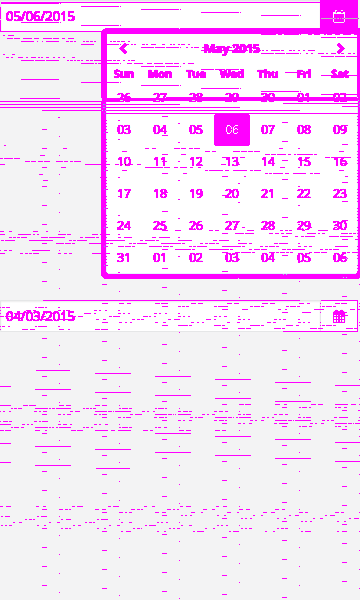 05/06/2015
May 2015
Sun Mon Tue Wed Thu Fri Sat
26 27 28 29 30 01 02
03 04 05 06 07 08 09
10 11 12 13 14 15 16
17 18 19 20 21 22 23
24 25 26 27 28 29 30
31 01 02 03 04 05 06
04/03/2015